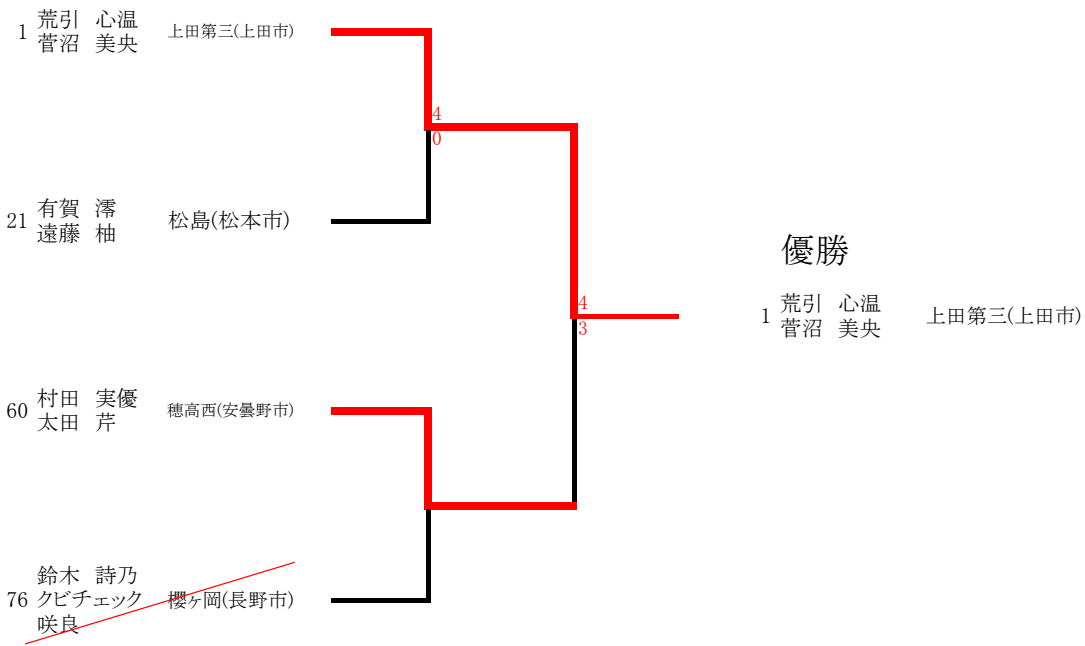 1 荒引 心温 菅沼 美央 上田第三(上田市)
4
0
21 有賀 澪 遠藤 柚 松島(松本市)
優勝
4
3
1 荒引 心温 菅沼 美央 上田第三(上田市)
60 村田 実優 太田 芹 穂高西(安曇野市)
76 鈴木 詩乃 クビチェック 咲良 櫻ヶ岡(長野市)